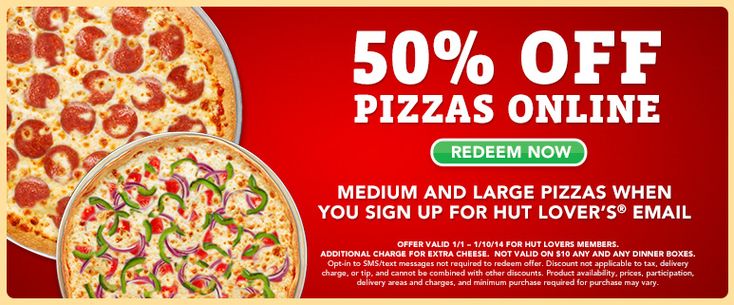 50% OFF
PIZZAS ONLINE
REDEEM NOW
MEDIUM AND LARGE PIZZAS WHEN
YOU SIGN UP FOR HUT LOVER'S® EMAIL
OFFER VALID 1/1 – 1/10/14 FOR HUT LOVERS MEMBERS.
ADDITIONAL CHARGE FOR EXTRA CHEESE. NOT VALID ON $10 ANY AND ANY DINNER BOXES.
Opt-in to SMS/text messages not required to redeem offer. Discount not applicable to tax, delivery
charge, or tip, and cannot be combined with other discounts. Product availability, prices, participation,
delivery areas and charges, and minimum purchase required for purchase may vary.